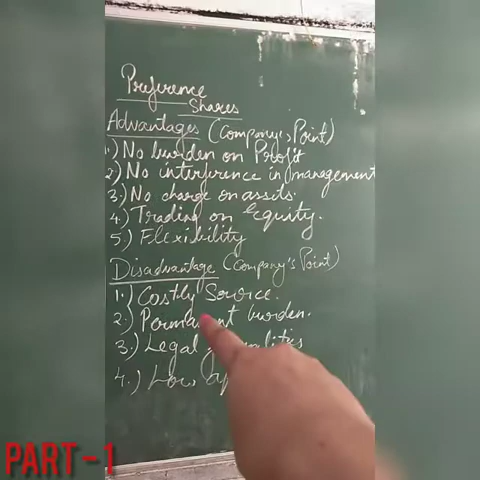 Preference
Shares
Advantages (Company's Point)
1) No burden on Profit
2) No interference in management
3.) No charge on assets.
4.) Trading on equity.
5.) Flexibility
Disadvantage (Company's Point)
1.) Costly Source.
2.) Permanent burden.
3.) Legal
4.) Low
PART-1